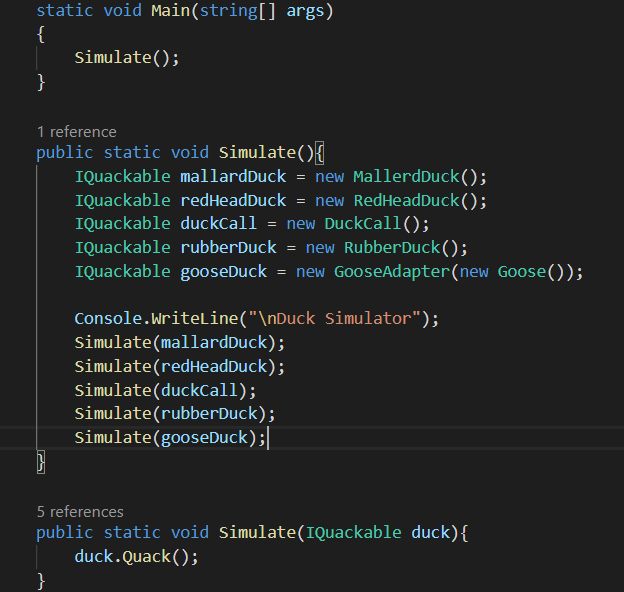 static void Main(string[] args)
{
Simulate();
}
1 reference
public static void Simulate(){
IQuackable mallardDuck = new MallerdDuck();
IQuackable redHeadDuck = new RedHeadDuck();
IQuackable duckCall = new DuckCall();
IQuackable rubberDuck = new RubberDuck();
IQuackable gooseDuck = new GooseAdapter(new Goose());
Console.WriteLine("\nDuck Simulator");
Simulate(mallardDuck);
Simulate(redHeadDuck);
Simulate(duckCall);
Simulate(rubberDuck);
Simulate(gooseDuck);
}
5 references
public static void Simulate(IQuackable duck){
duck.Quack();
}